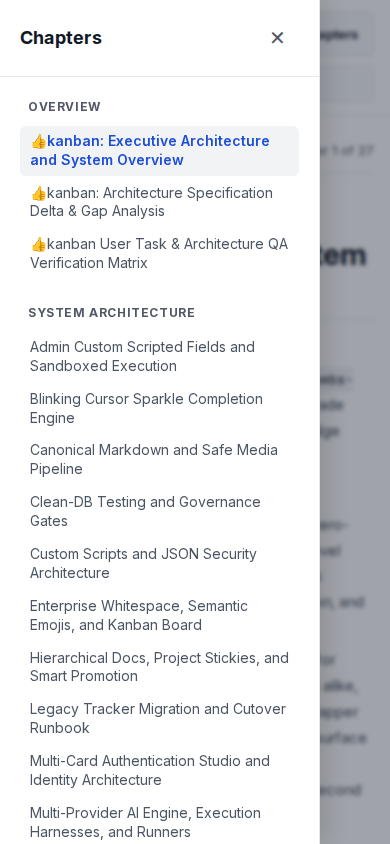 Chapters
OVERVIEW
👍kanban: Executive Architecture
and System Overview
👍kanban: Architecture Specification
Delta & Gap Analysis
👍kanban User Task & Architecture QA
Verification Matrix
SYSTEM ARCHITECTURE
Admin Custom Scripted Fields and
Sandboxed Execution
Blinking Cursor Sparkle Completion
Engine
Canonical Markdown and Safe Media
Pipeline
Clean-DB Testing and Governance
Gates
Custom Scripts and JSON Security
Architecture
Enterprise Whitespace, Semantic
Emojis, and Kanban Board
Hierarchical Docs, Project Stickies, and
Smart Promotion
Legacy Tracker Migration and Cutover
Runbook
Multi-Card Authentication Studio and
Identity Architecture
Multi-Provider AI Engine, Execution
Harnesses, and Runners